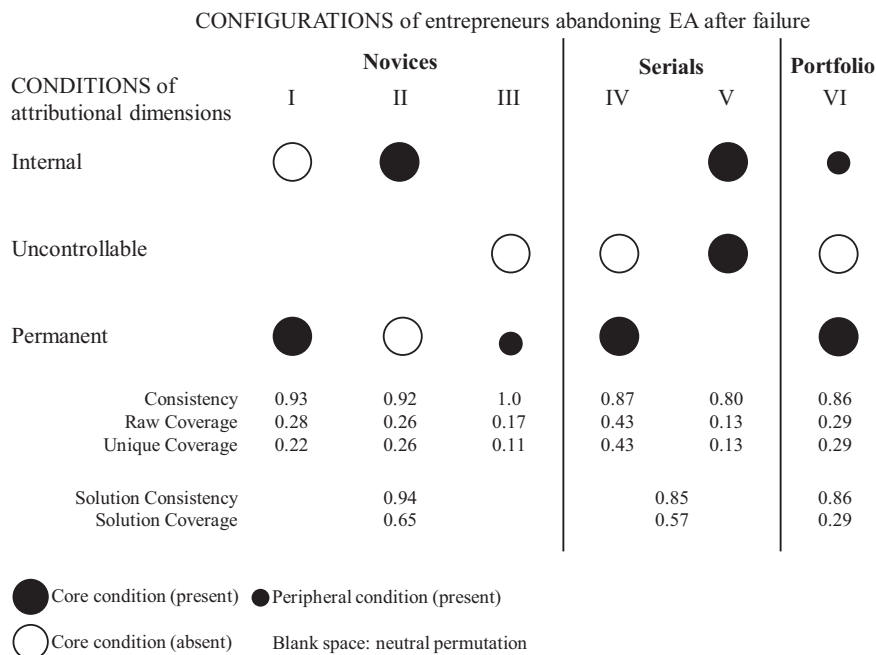 CONFIGURATIONS of entrepreneurs abandoning EA after failure
Novices Serials Portfolio
CONDITIONS of
attributional dimensions
I II III IV V VI
Internal
Uncontrollable
Permanent
Consistency 0.93 0.92 1.0 0.87 0.80 0.86
Raw Coverage 0.28 0.26 0.17 0.43 0.13 0.29
Unique Coverage 0.22 0.26 0.11 0.43 0.13 0.29
Solution Consistency 0.94 0.85 0.86
Solution Coverage 0.65 0.57 0.29
Core condition (present) Peripheral condition (present)
Core condition (absent) Blank space: neutral permutation